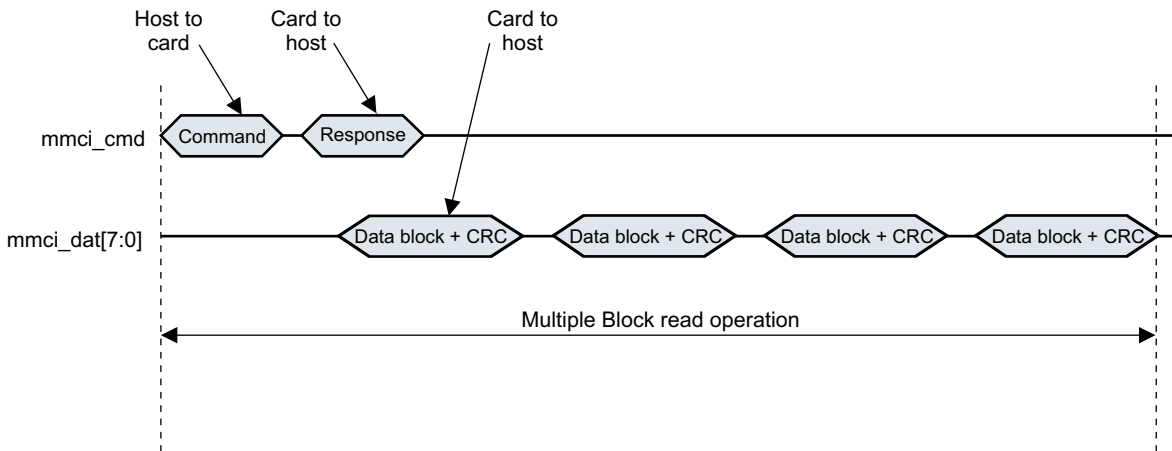 Host to
card
Card to
host
Card to
host
mmci_cmd
Command
Response
mmci_dat[7:0]
Data block + CRC
Data block + CRC
Data block + CRC
Data block + CRC
Multiple Block read operation